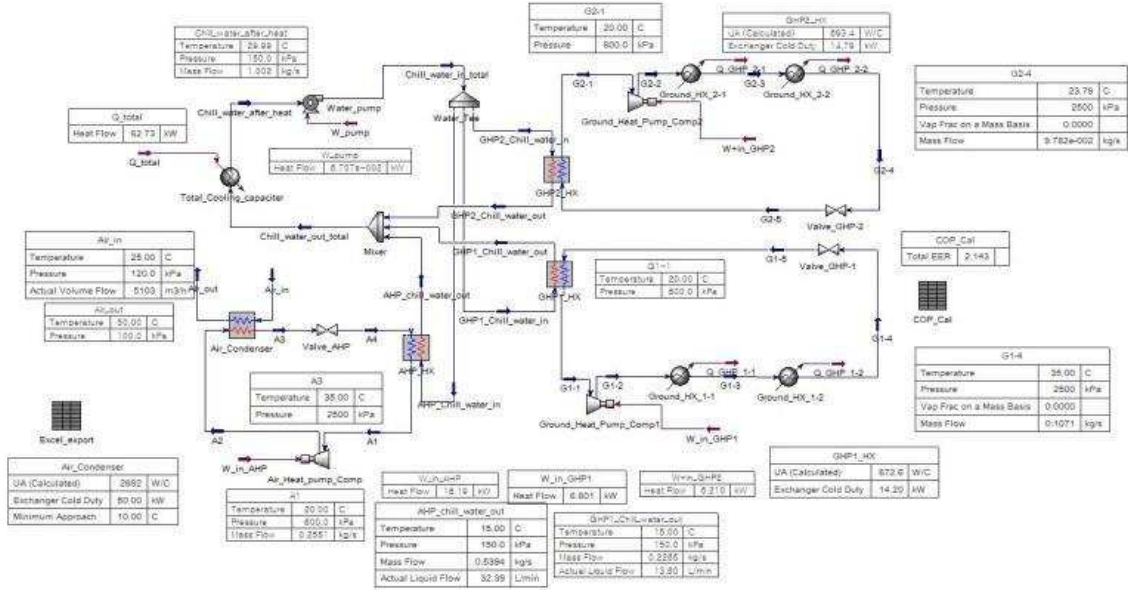 G2-1
Temperature 20.00 C
Pressure 600.0 kPa
GHP2_HX
UA (Calculated) 693.4 W/C
Exchanger Cold Duty 14.79 kW
Chill_water_after_heat
Temperature 29.99 C
Pressure 150.0 kPa
Mass Flow 1.002 kg/s
Chill_water_in_total
G2-1
G2-2
Q_GHP_2-1
G2-3
Q_GHP_2-2
Ground_HX_2-1
Ground_HX_2-2
G2-4
Temperature 23.79 C
Pressure 2500 kPa
Vap Frac on a Mass Basis 0.0000
Mass Flow 9.782e-002 kg/s
Chill_water_after_heat
Water_pump
Water_Tee
Ground_Heat_Pump_Comp2
Q_total
Heat Flow 62.73 kW
W_pump
GHP2_Chill_water_in
W+in_GHP2
Q_total
W_pump
Heat Flow 6.707e-002 kW
G2-4
Total_Cooling_capaciter
GHP2_HX
GHP2_Chill_water_out
G2-5
Valve_GHP-2
Chill_water_out_total
Mixer
GHP1_Chill_water_out
G1-5
Valve_GHP-1
COP_Cal
Total EER 2.143
Air_in
Temperature 25.00 C
Pressure 120.0 kPa
Actual Volume Flow 5103 m3/h
Air_out
Air_in
AHP_chill_water_out
GHP1_HX
G1-1
Temperature 20.00 C
Pressure 600.0 kPa
COP_Cal
Air_out
Temperature 50.00 C
Pressure 100.0 kPa
GHP1_Chill_water_in
Air_Condenser
A3
Valve_AHP
A4
AHP_HX
G1-4
G1-4
Temperature 35.00 C
Pressure 2500 kPa
Vap Frac on a Mass Basis 0.0000
Mass Flow 0.1071 kg/s
A3
Temperature 35.00 C
Pressure 2500 kPa
AHP_Chill_water_in
G1-1
G1-2
Q_GHP_1-1
G1-3
Q_GHP_1-2
Ground_HX_1-1
Ground_HX_1-2
Excel_export
A2
A1
Ground_Heat_Pump_Comp1
W_in_GHP1
W_in_AHP
Air_Heat_pump_Comp
Air_Condenser
UA (Calculated) 2692 W/C
Exchanger Cold Duty 50.00 kW
Minimum Approach 10.00 C
W_in_AHP
Heat Flow 16.19 kW
W_in_GHP1
Heat Flow 6.801 kW
W+in_GHP2
Heat Flow 6.210 kW
GHP1_HX
UA (Calculated) 672.6 W/C
Exchanger Cold Duty 14.20 kW
A1
Temperature 20.00 C
Pressure 600.0 kPa
Mass Flow 0.2551 kg/s
AHP_chill_water_out
Temperature 15.00 C
Pressure 150.0 kPa
Mass Flow 0.5394 kg/s
Actual Liquid Flow 32.39 L/min
GHP1_Chill_water_out
Temperature 15.00 C
Pressure 150.0 kPa
Mass Flow 0.2265 kg/s
Actual Liquid Flow 13.60 L/min